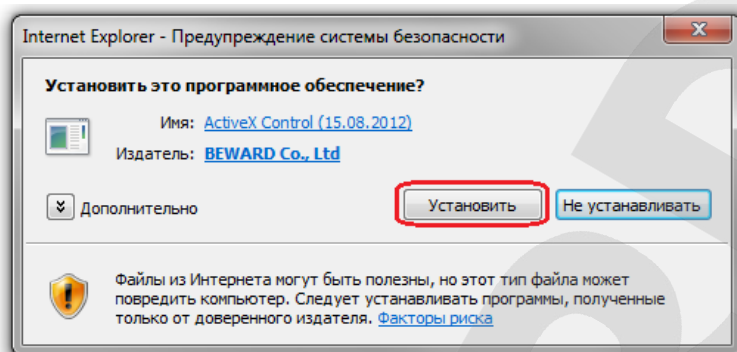 Internet Explorer - Предупреждение системы безопасности
Установить это программное обеспечение?
Имя: ActiveX Control (15.08.2012)
Издатель: BEWARD Co., Ltd
Дополнительно
Установить
Не устанавливать
Файлы из Интернета могут быть полезны, но этот тип файла может
повредить компьютер. Следует устанавливать программы, полученные
только от доверенного издателя. Факторы риска